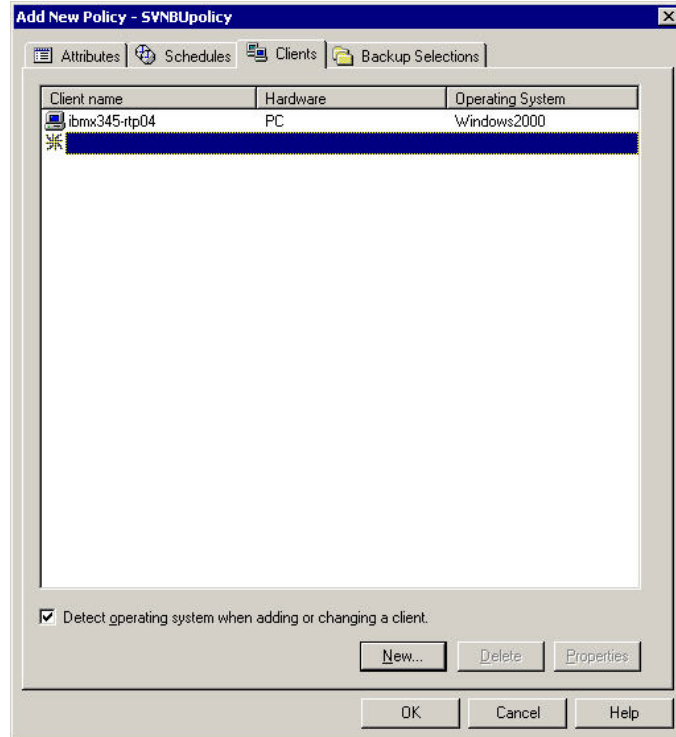 Add New Policy - SVNBUpolicy
Attributes Schedules Clients Backup Selections
Client name Hardware Operating System
ibmx345-rtp04 PC Windows2000
Detect operating system when adding or changing a client.
New... Delete Properties
OK Cancel Help